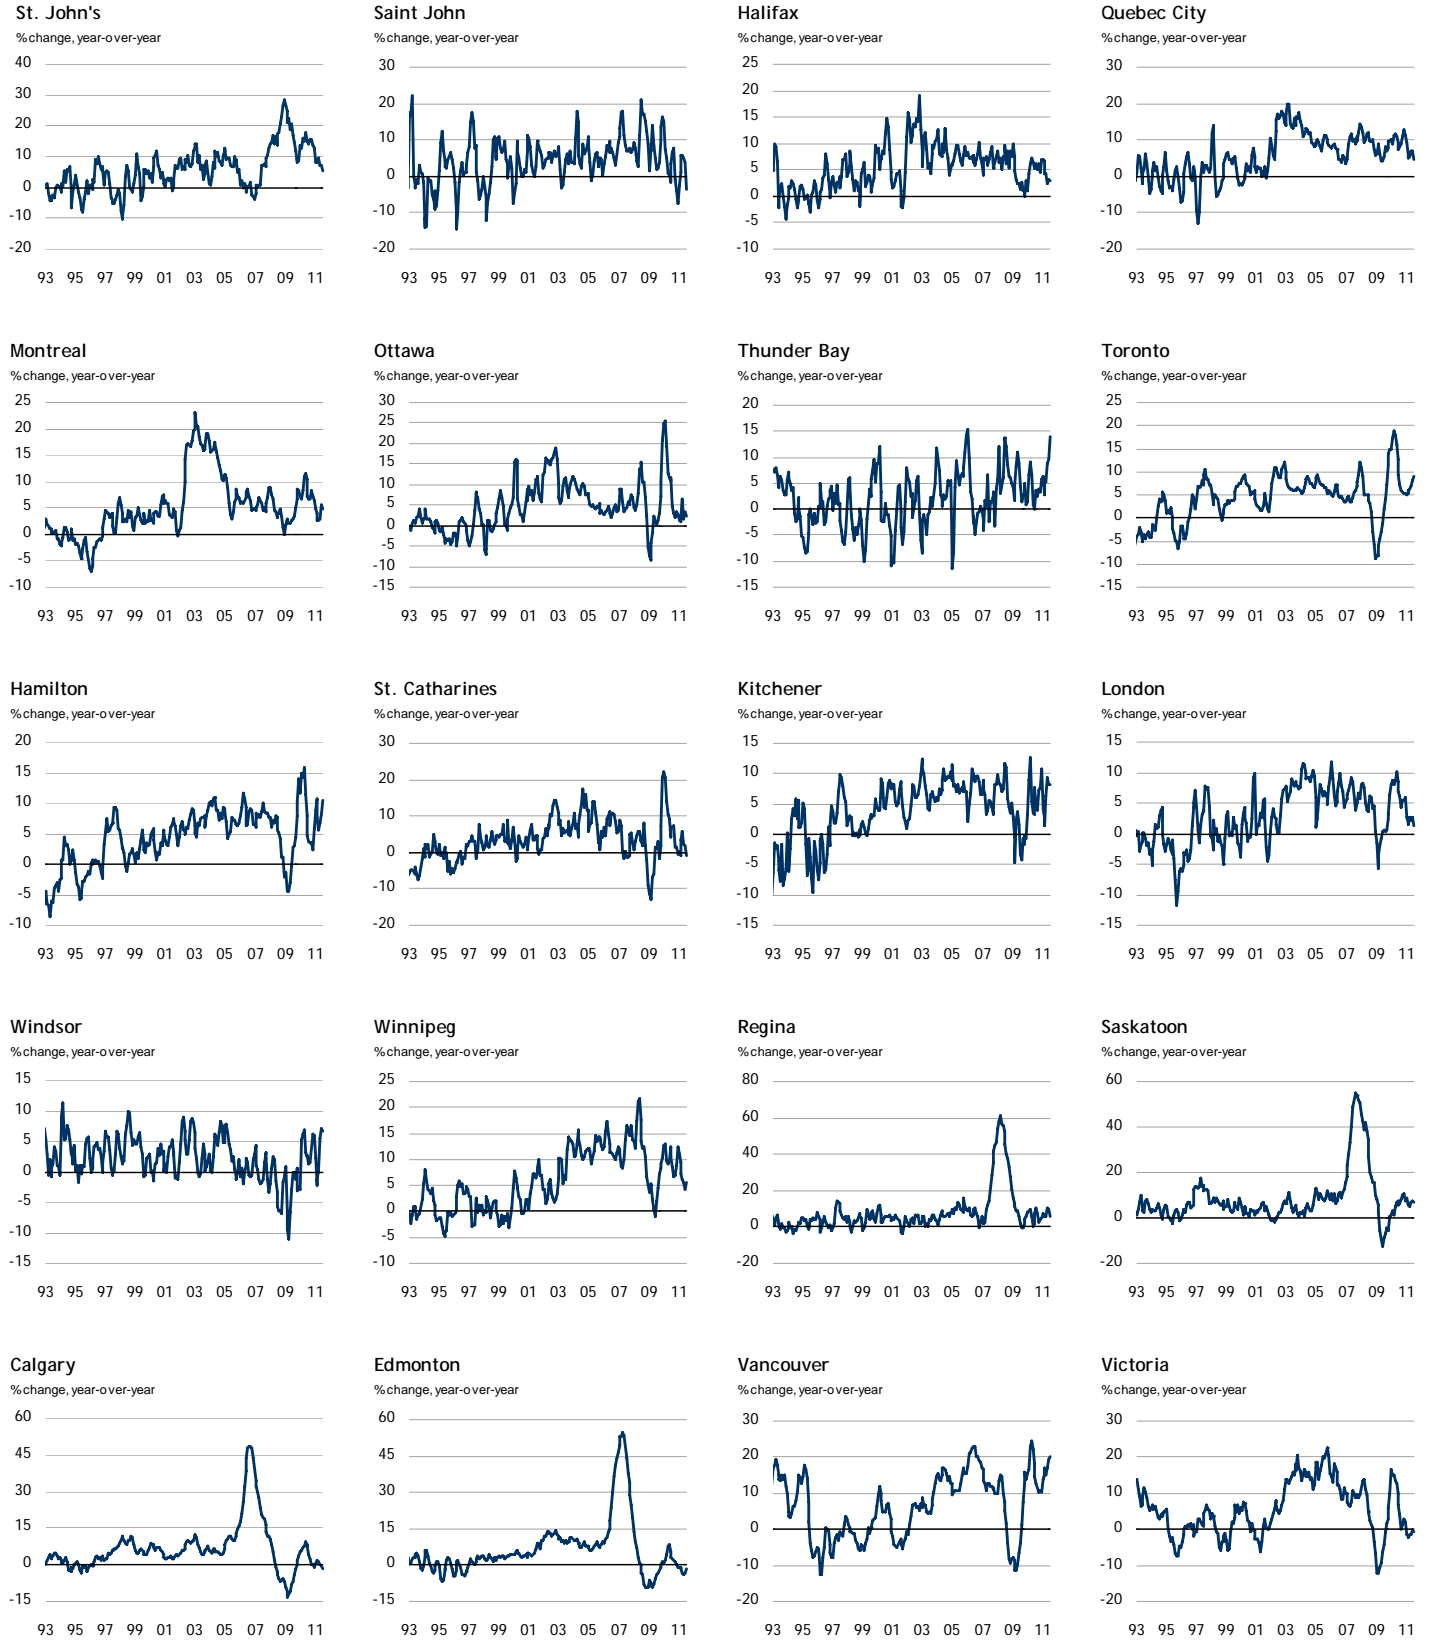 St. John's
% change, year-over-year
40
30
20
10
0
-10
-20
93 95 97 99 01 03 05 07 09 11
Saint John
% change, year-over-year
30
20
10
0
-10
-20
93 95 97 99 01 03 05 07 09 11
Halifax
% change, year-over-year
25
20
15
10
5
0
-5
-10
93 95 97 99 01 03 05 07 09 11
Quebec City
% change, year-over-year
30
20
10
0
-10
-20
93 95 97 99 01 03 05 07 09 11
Montreal
% change, year-over-year
25
20
15
10
5
0
-5
-10
93 95 97 99 01 03 05 07 09 11
Ottawa
% change, year-over-year
30
25
20
15
10
5
0
-5
-10
-15
93 95 97 99 01 03 05 07 09 11
Thunder Bay
% change, year-over-year
20
15
10
5
0
-5
-10
-15
93 95 97 99 01 03 05 07 09 11
Toronto
% change, year-over-year
25
20
15
10
5
0
-5
-10
-15
93 95 97 99 01 03 05 07 09 11
Hamilton
% change, year-over-year
20
15
10
5
0
-5
-10
93 95 97 99 01 03 05 07 09 11
St. Catharines
% change, year-over-year
30
20
10
0
-10
-20
93 95 97 99 01 03 05 07 09 11
Kitchener
% change, year-over-year
15
10
5
0
-5
-10
-15
93 95 97 99 01 03 05 07 09 11
London
% change, year-over-year
15
10
5
0
-5
-10
-15
93 95 97 99 01 03 05 07 09 11
Windsor
% change, year-over-year
15
10
5
0
-5
-10
-15
93 95 97 99 01 03 05 07 09 11
Winnipeg
% change, year-over-year
25
20
15
10
5
0
-5
-10
93 95 97 99 01 03 05 07 09 11
Regina
% change, year-over-year
80
60
40
20
0
-20
93 95 97 99 01 03 05 07 09 11
Saskatoon
% change, year-over-year
60
40
20
0
-20
93 95 97 99 01 03 05 07 09 11
Calgary
% change, year-over-year
60
45
30
15
0
-15
93 95 97 99 01 03 05 07 09 11
Edmonton
% change, year-over-year
60
45
30
15
0
-15
93 95 97 99 01 03 05 07 09 11
Vancouver
% change, year-over-year
30
20
10
0
-10
-20
93 95 97 99 01 03 05 07 09 11
Victoria
% change, year-over-year
30
20
10
0
-10
-20
93 95 97 99 01 03 05 07 09 11